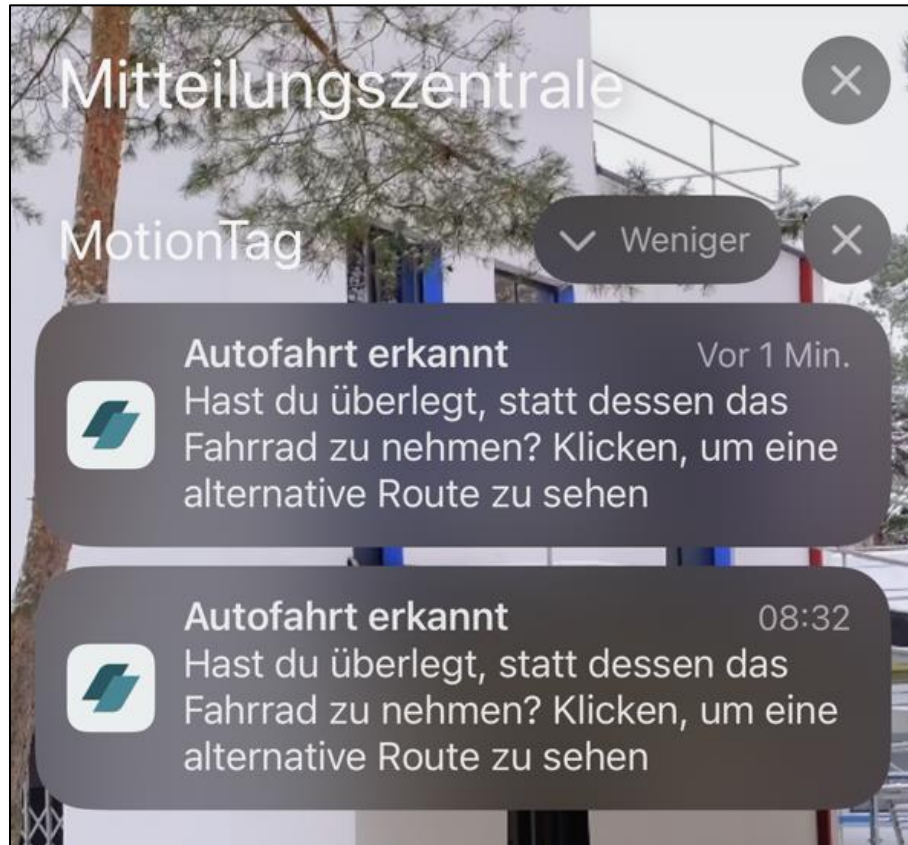 Mitteilungszentrale
MotionTag
Weniger
Autofahrt erkannt
Vor 1 Min.
Hast du überlegt, statt dessen das
Fahrrad zu nehmen? Klicken, um eine
alternative Route zu sehen
Autofahrt erkannt
08:32
Hast du überlegt, statt dessen das
Fahrrad zu nehmen? Klicken, um eine
alternative Route zu sehen